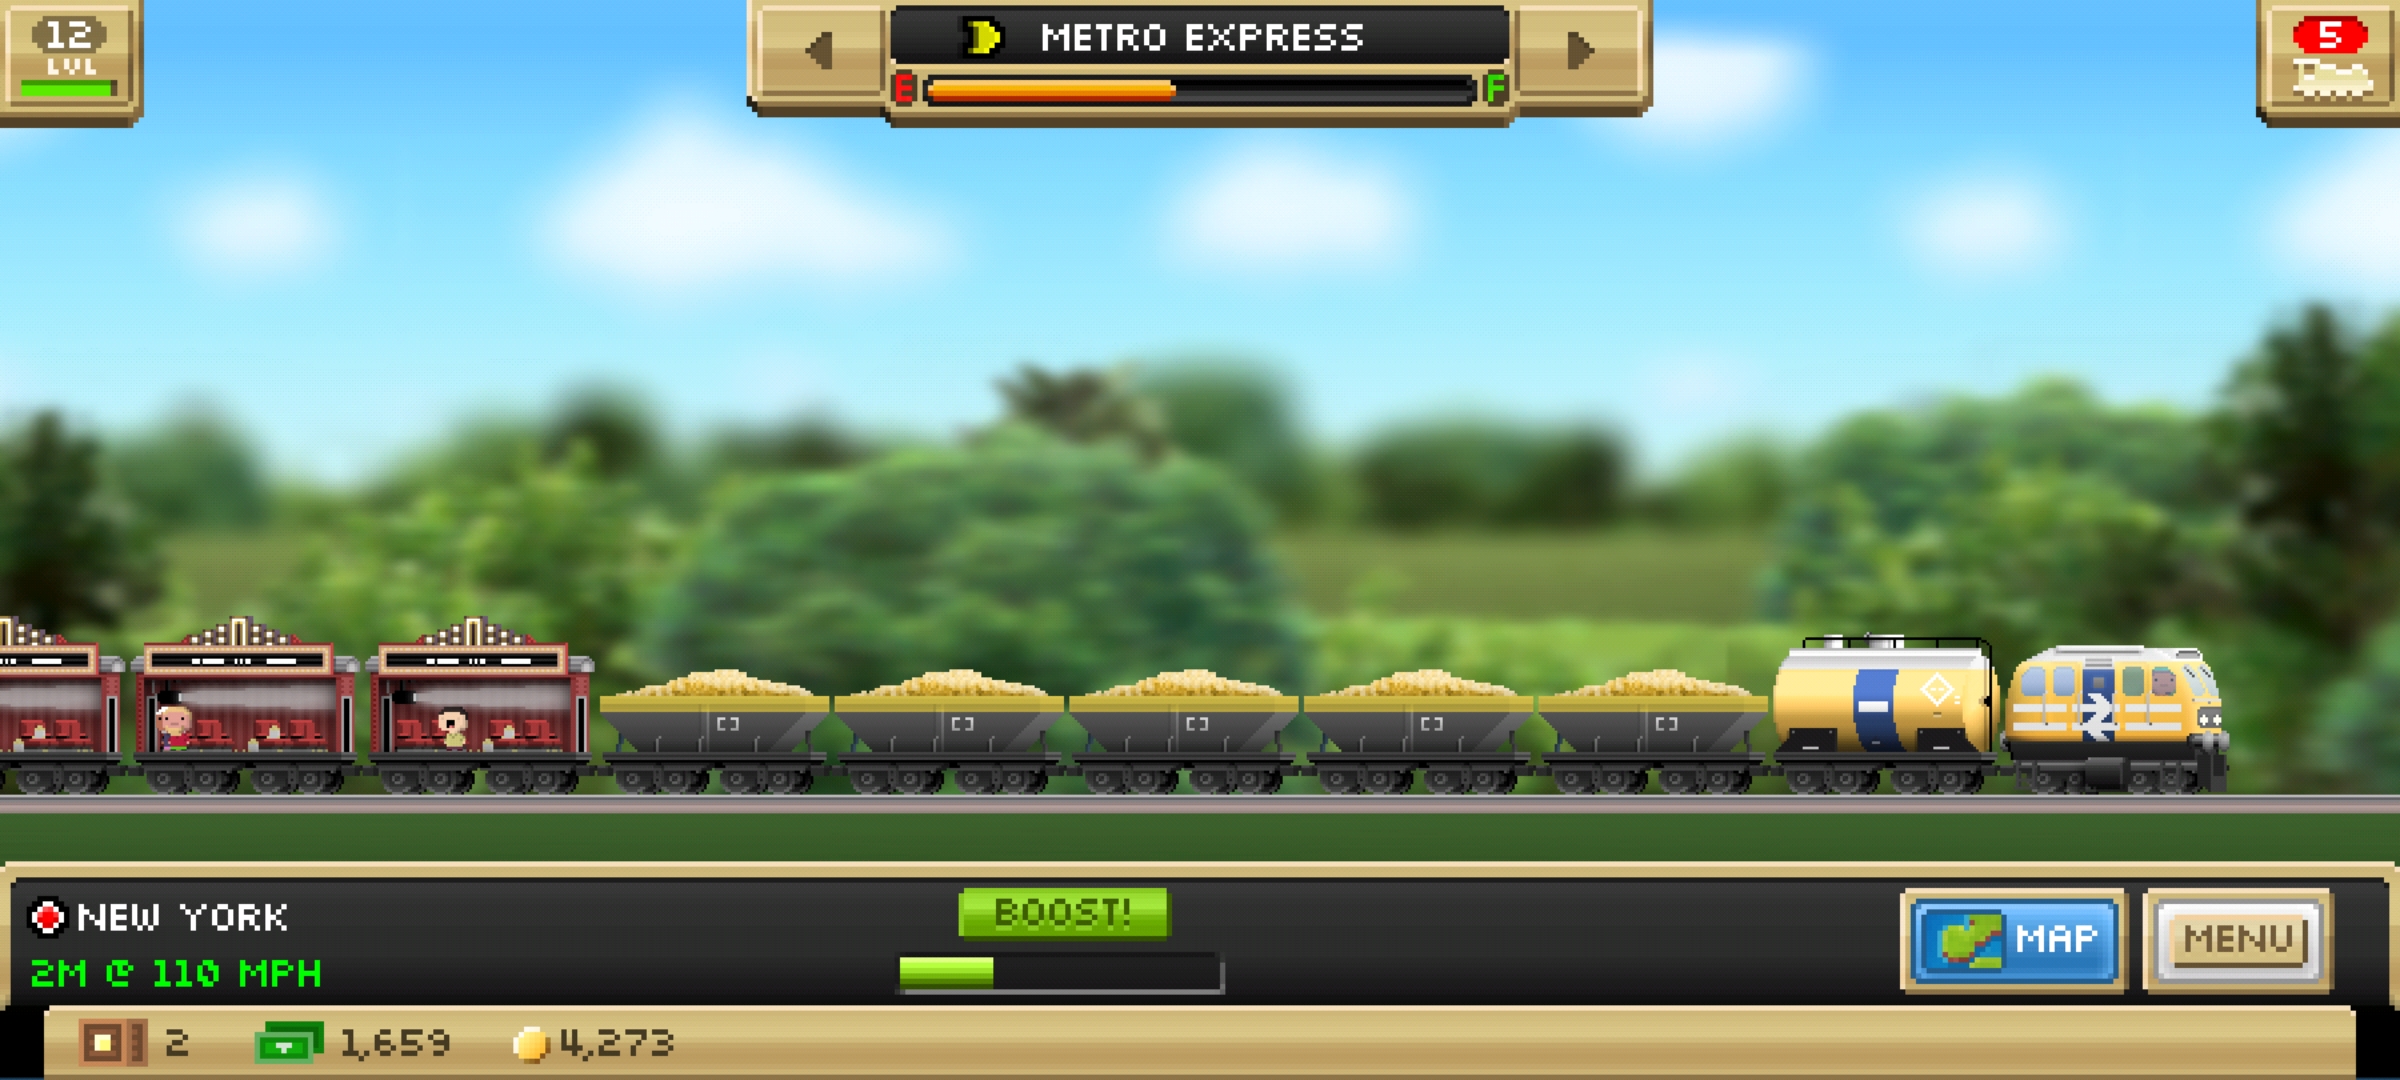 12
LVL
METRO EXPRESS
E F
5
NEW YORK
2M @ 110 MPH
BOOST!
MAP
MENU
2 1,659 4,273